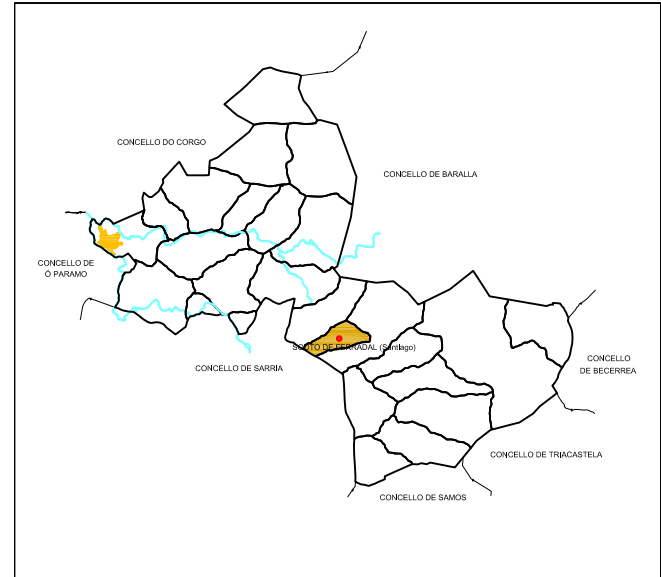 CONCELLO DO CORGO
CONCELLO DE BARALLA
CONCELLO DE
Ó PARAMO
SOUTO DE FERRADAL (Santiago)
CONCELLO DE SARRIA
CONCELLO
DE BECERREA
CONCELLO DE TRIACASTELA
CONCELLO DE SAMOS